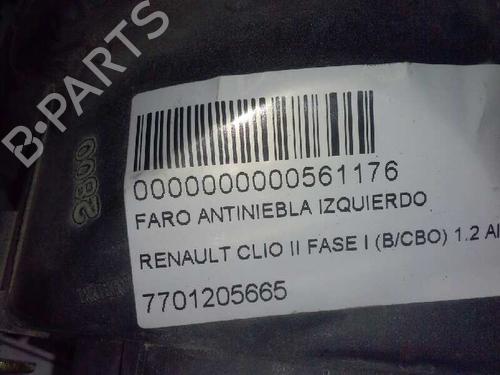 B-PARTS
2800
0000000000561176
FARO ANTINIEBLA IZQUIERDO
RENAULT CLIO II FASE I (B/CBO) 1.2
7701205665